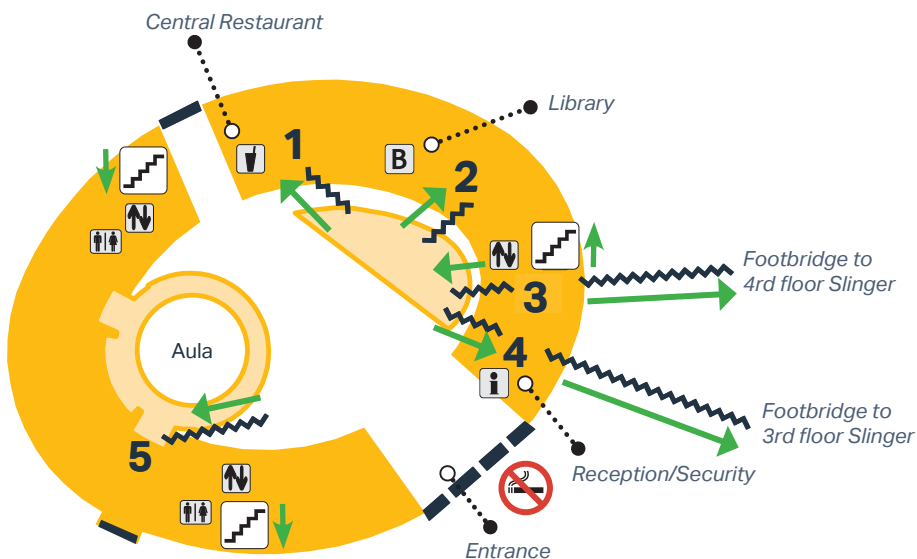 Central Restaurant
Library
1
B
2
3
Footbridge to
4rd floor Slinger
4
Aula
i
Footbridge to
3rd floor Slinger
5
Reception/Security
Entrance